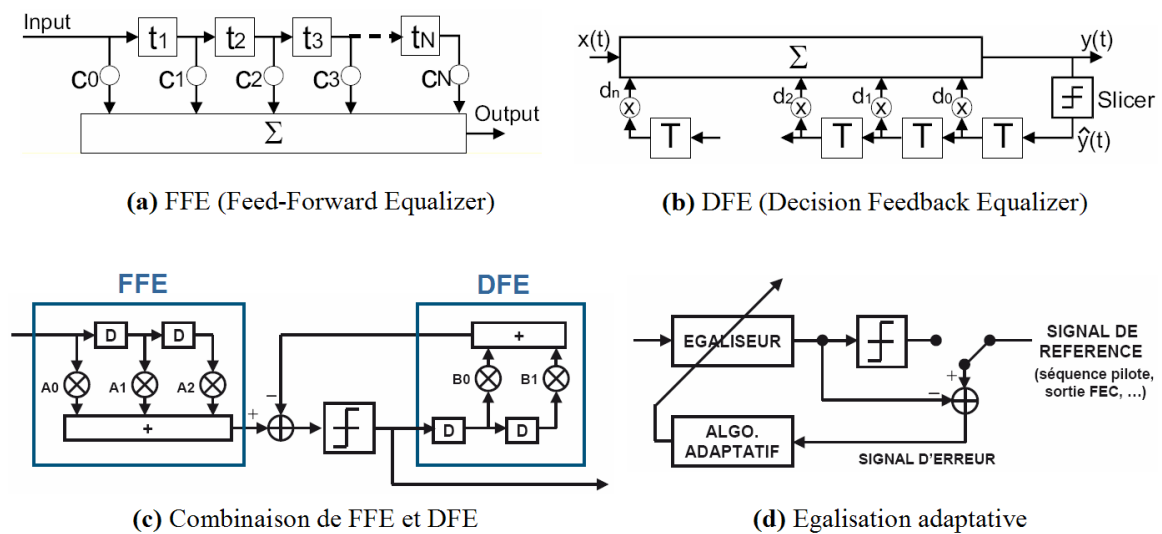 Input
t1 t2 t3 tN
C0 C1 C2 C3 CN
Σ
Output
(a) FFE (Feed-Forward Equalizer)
x(t) Σ y(t)
dn d2 d1 d0
x x x x
Slicer
T T T T ŷ(t)
(b) DFE (Decision Feedback Equalizer)
FFE
D D
A0 A1 A2
+
+
−
DFE
+
B0 B1
D D
(c) Combinaison de FFE et DFE
EGALISEUR
ALGO.
ADAPTATIF
+
−
SIGNAL DE
REFERENCE
(séquence pilote,
sortie FEC, ...)
SIGNAL D'ERREUR
(d) Egalisation adaptative